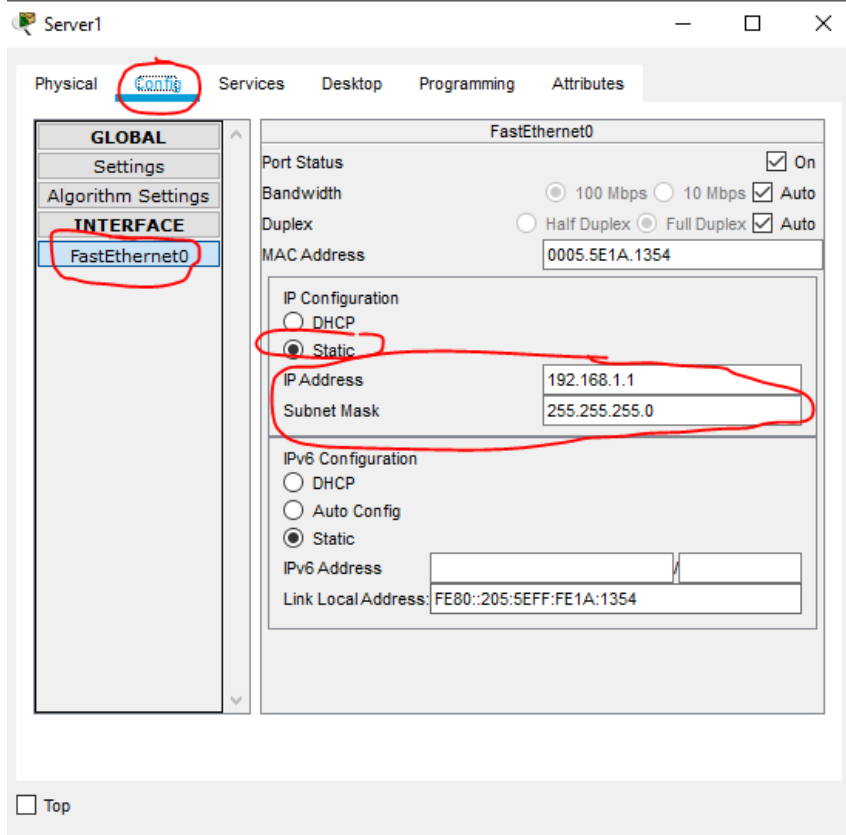 Server1
Physical Config Services Desktop Programming Attributes
GLOBAL
Settings
Algorithm Settings
INTERFACE
FastEthernet0
FastEthernet0
Port Status On
Bandwidth 100 Mbps 10 Mbps Auto
Duplex Half Duplex Full Duplex Auto
MAC Address 0005.5E1A.1354
IP Configuration
DHCP
Static
IP Address 192.168.1.1
Subnet Mask 255.255.255.0
IPv6 Configuration
DHCP
Auto Config
Static
IPv6 Address /
Link Local Address: FE80::205:5EFF:FE1A:1354
Top